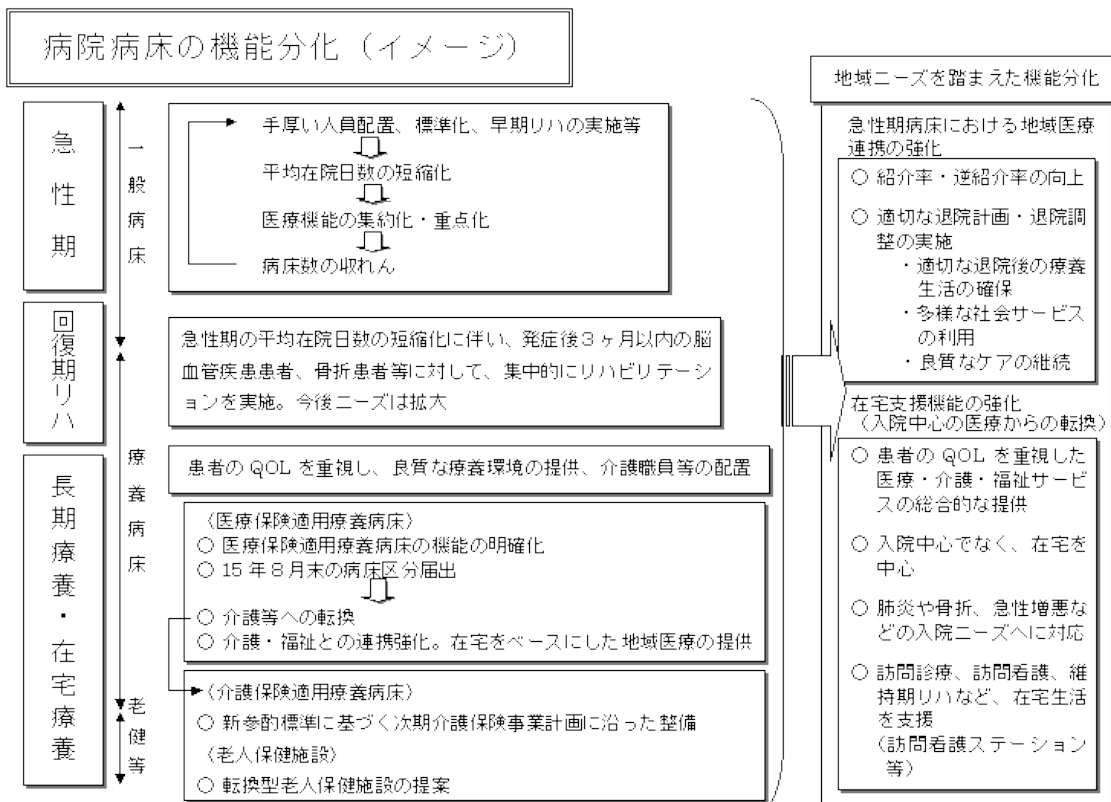 病院病床の機能分化（イメージ）
急性期
一般病床
手厚い人員配置、標準化、早期リハの実施等
平均在院日数の短縮化
医療機能の集約化・重点化
病床数の収れん
回復期リハ
急性期の平均在院日数の短縮化に伴い、発症後３ヶ月以内の脳
血管疾患患者、骨折患者等に対して、集中的にリハビリテーシ
ョンを実施。今後ニーズは拡大
療養病床
長期療養・在宅療養
患者の QOL を重視し、良質な療養環境の提供、介護職員等の配置
（医療保険適用療養病床）
○ 医療保険適用療養病床の機能の明確化
○ 15 年８月末の病床区分届出
○ 介護等への転換
○ 介護・福祉との連携強化。在宅をベースにした地域医療の提供
老健等
（介護保険適用療養病床）
○ 新参酌標準に基づく次期介護保険事業計画に沿った整備
（老人保健施設）
○ 転換型老人保健施設の提案
地域ニーズを踏まえた機能分化
急性期病床における地域医療
連携の強化
○ 紹介率・逆紹介率の向上
○ 適切な退院計画・退院調
整の実施
・適切な退院後の療養
生活の確保
・多様な社会サービス
の利用
・良質なケアの継続
在宅支援機能の強化
（入院中心の医療からの転換）
○ 患者の QOL を重視した
医療・介護・福祉サービ
スの総合的な提供
○ 入院中心でなく、在宅を
中心
○ 肺炎や骨折、急性増悪な
どの入院ニーズへに対応
○ 訪問診療、訪問看護、維
持期リハなど、在宅生活
を支援
（訪問看護ステーション
等）